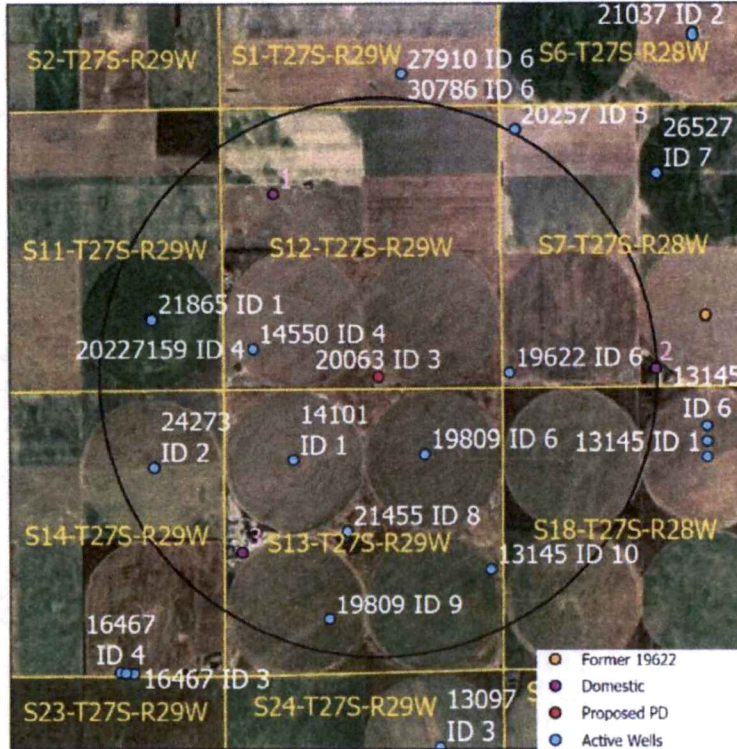 21037 ID 2
S2-T27S-R29W
S1-T27S-R29W
S6-T27S-R28W
27910 ID 6
30786 ID 6
20257 ID 5
26527
ID 7
1
S11-T27S-R29W
S12-T27S-R29W
S7-T27S-R28W
21865 ID 1
20227159 ID 4
14550 ID 4
20063 ID 3
19622 ID 6
2
13145
ID 6
24273
ID 2
14101
ID 1
19809 ID 6
13145 ID 1
21455 ID 8
S14-T27S-R29W
3
S13-T27S-R29W
S18-T27S-R28W
13145 ID 10
19809 ID 9
16467
ID 4
16467 ID 3
S23-T27S-R29W
S24-T27S-R29W
13097
ID 3
S
Former 19622
Domestic
Proposed PD
Active Wells